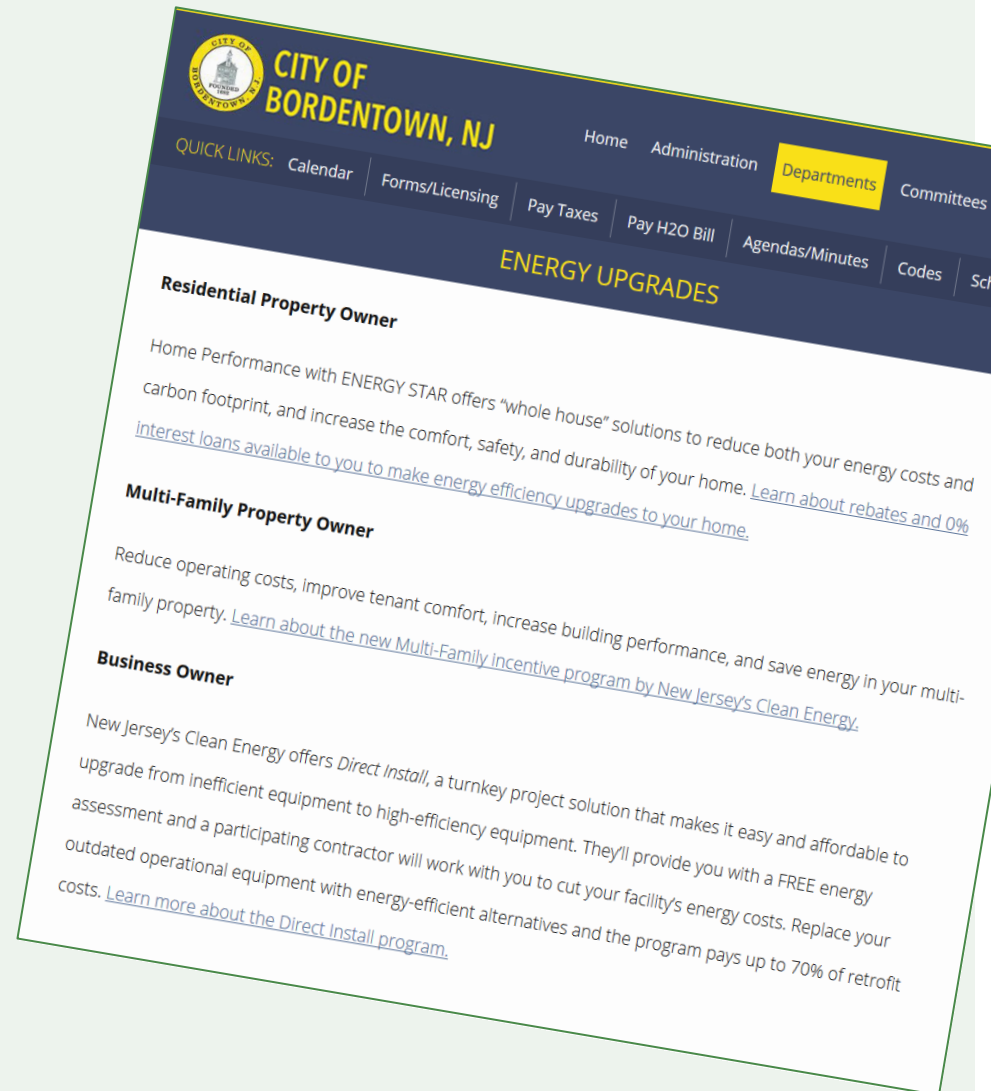 CITY OF
BORDENTOWN, N.J.
FOUNDED
CITY OF
BORDENTOWN, NJ
Home Administration Departments Committees
QUICK LINKS: Calendar Forms/Licensing Pay Taxes Pay H2O Bill Agendas/Minutes Codes Sch
ENERGY UPGRADES
Residential Property Owner
Home Performance with ENERGY STAR offers “whole house” solutions to reduce both your energy costs and
carbon footprint, and increase the comfort, safety, and durability of your home. Learn about rebates and 0%
interest loans available to you to make energy efficiency upgrades to your home.
Multi-Family Property Owner
Reduce operating costs, improve tenant comfort, increase building performance, and save energy in your multi-
family property. Learn about the new Multi-Family incentive program by New Jersey’s Clean Energy.
Business Owner
New Jersey’s Clean Energy offers Direct Install, a turnkey project solution that makes it easy and affordable to
upgrade from inefficient equipment to high-efficiency equipment. They’ll provide you with a FREE energy
assessment and a participating contractor will work with you to cut your facility’s energy costs. Replace your
outdated operational equipment with energy-efficient alternatives and the program pays up to 70% of retrofit
costs. Learn more about the Direct Install program.